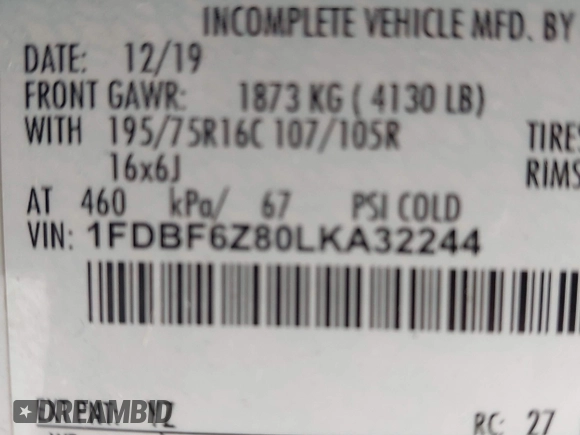 INCOMPLETE VEHICLE MFD. BY
DATE: 12/19
FRONT GAWR: 1873 KG ( 4130 LB)
WITH 195/75R16C 107/105R TIRES
16x6J RIMS
AT 460 kPa/ 67 PSI COLD
VIN: 1FDBF6Z80LKA32244
DREAMBID YZ
RC: 27